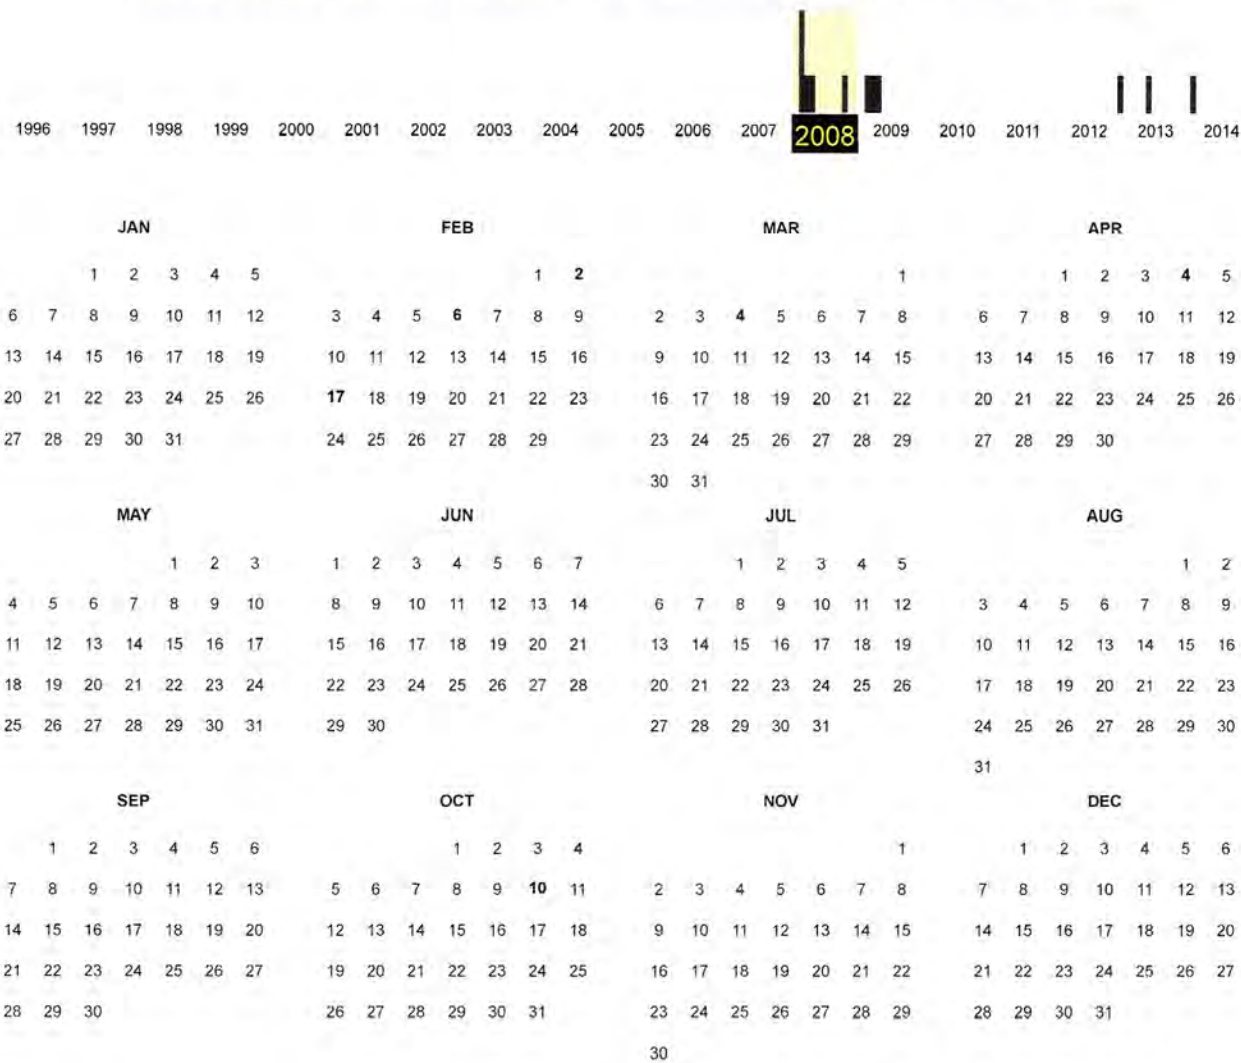 1996 1997 1998 1999 2000 2001 2002 2003 2004 2005 2006 2007 2008 2009 2010 2011 2012 2013 2014
JAN FEB MAR APR
1 2 3 4 5 1 2 1 1 2 3 4 5
6 7 8 9 10 11 12 3 4 5 6 7 8 9 2 3 4 5 6 7 8 6 7 8 9 10 11 12
13 14 15 16 17 18 19 10 11 12 13 14 15 16 9 10 11 12 13 14 15 13 14 15 16 17 18 19
20 21 22 23 24 25 26 17 18 19 20 21 22 23 16 17 18 19 20 21 22 20 21 22 23 24 25 26
27 28 29 30 31 24 25 26 27 28 29 23 24 25 26 27 28 29 27 28 29 30
30 31
MAY JUN JUL AUG
1 2 3 1 2 3 4 5 6 7 1 2 3 4 5 1 2
4 5 6 7 8 9 10 8 9 10 11 12 13 14 6 7 8 9 10 11 12 3 4 5 6 7 8 9
11 12 13 14 15 16 17 15 16 17 18 19 20 21 13 14 15 16 17 18 19 10 11 12 13 14 15 16
18 19 20 21 22 23 24 22 23 24 25 26 27 28 20 21 22 23 24 25 26 17 18 19 20 21 22 23
25 26 27 28 29 30 31 29 30 27 28 29 30 31 24 25 26 27 28 29 30
31
SEP OCT NOV DEC
1 2 3 4 5 6 1 2 3 4 1 1 2 3 4 5 6
7 8 9 10 11 12 13 5 6 7 8 9 10 11 2 3 4 5 6 7 8 7 8 9 10 11 12 13
14 15 16 17 18 19 20 12 13 14 15 16 17 18 9 10 11 12 13 14 15 14 15 16 17 18 19 20
21 22 23 24 25 26 27 19 20 21 22 23 24 25 16 17 18 19 20 21 22 21 22 23 24 25 26 27
28 29 30 26 27 28 29 30 31 23 24 25 26 27 28 29 28 29 30 31
30